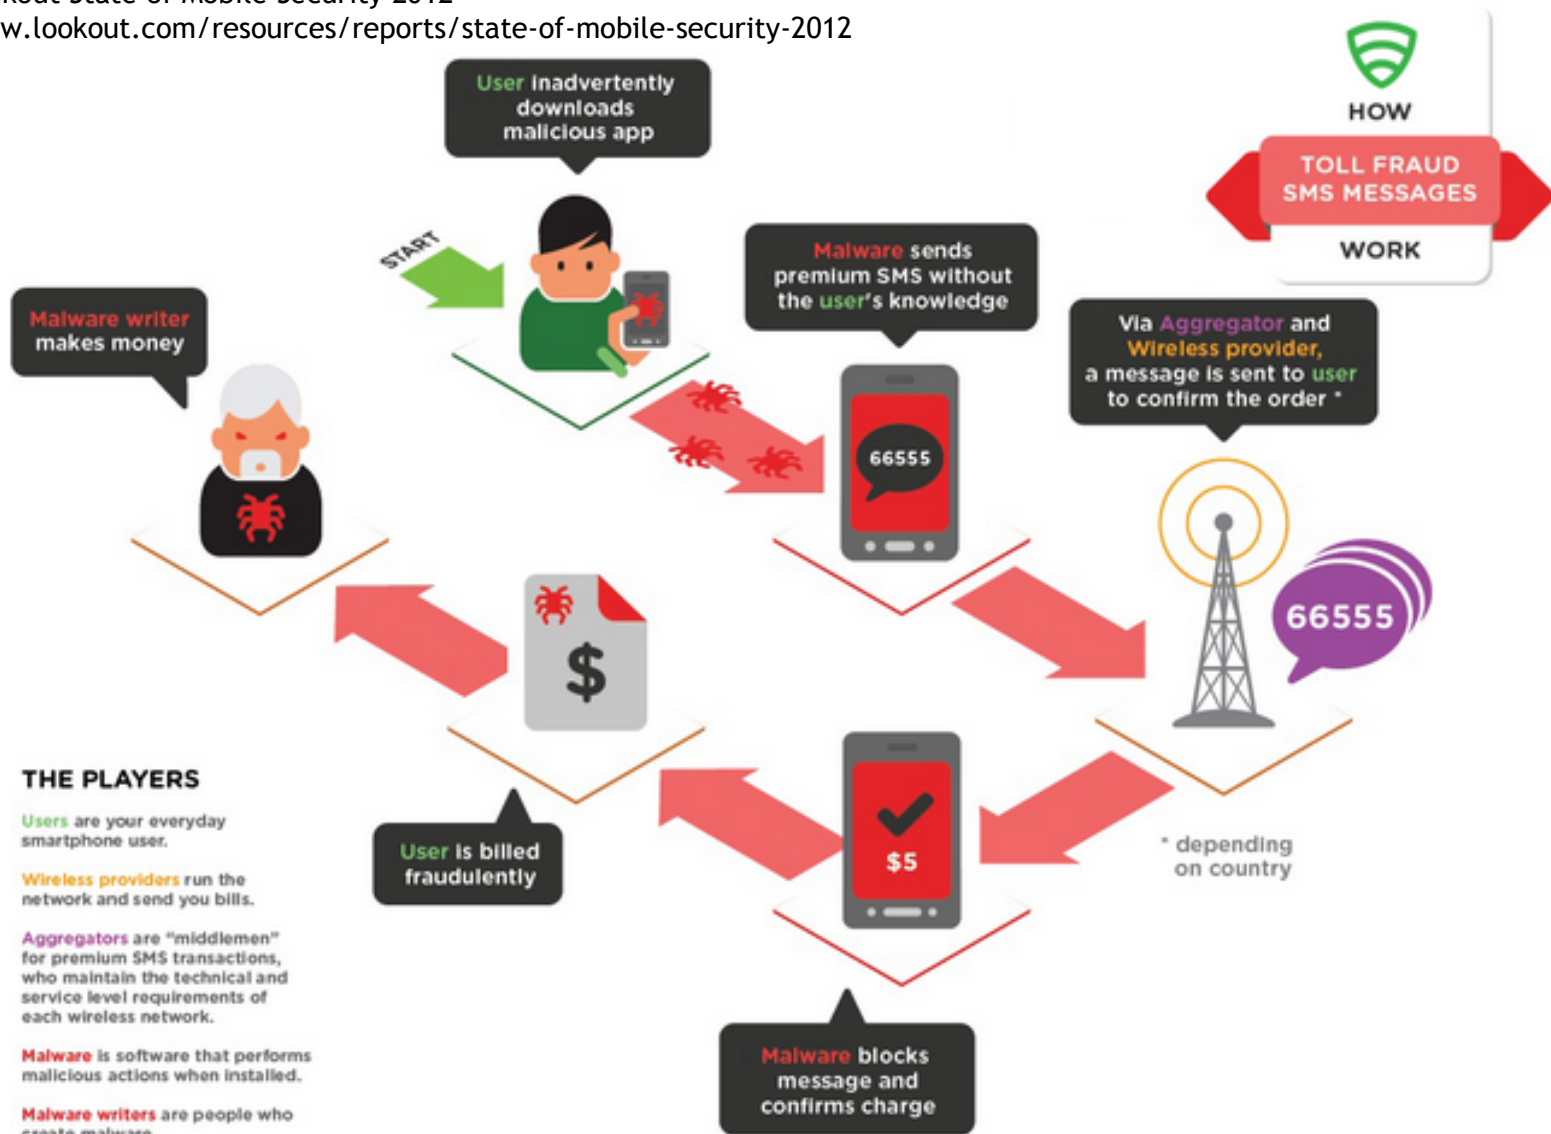 w.lookout.com/resources/reports/state-of-mobile-security-2012
HOW
TOLL FRAUD
SMS MESSAGES
WORK
START
User inadvertently
downloads
malicious app
Malware sends
premium SMS without
the user's knowledge
66555
Via Aggregator and
Wireless provider,
a message is sent to user
to confirm the order *
66555
* depending
on country
$5
Malware blocks
message and
confirms charge
$
User is billed
fraudulently
Malware writer
makes money
THE PLAYERS
Users are your everyday
smartphone user.
Wireless providers run the
network and send you bills.
Aggregators are "middlemen"
for premium SMS transactions,
who maintain the technical and
service level requirements of
each wireless network.
Malware is software that performs
malicious actions when installed.
Malware writers are people who